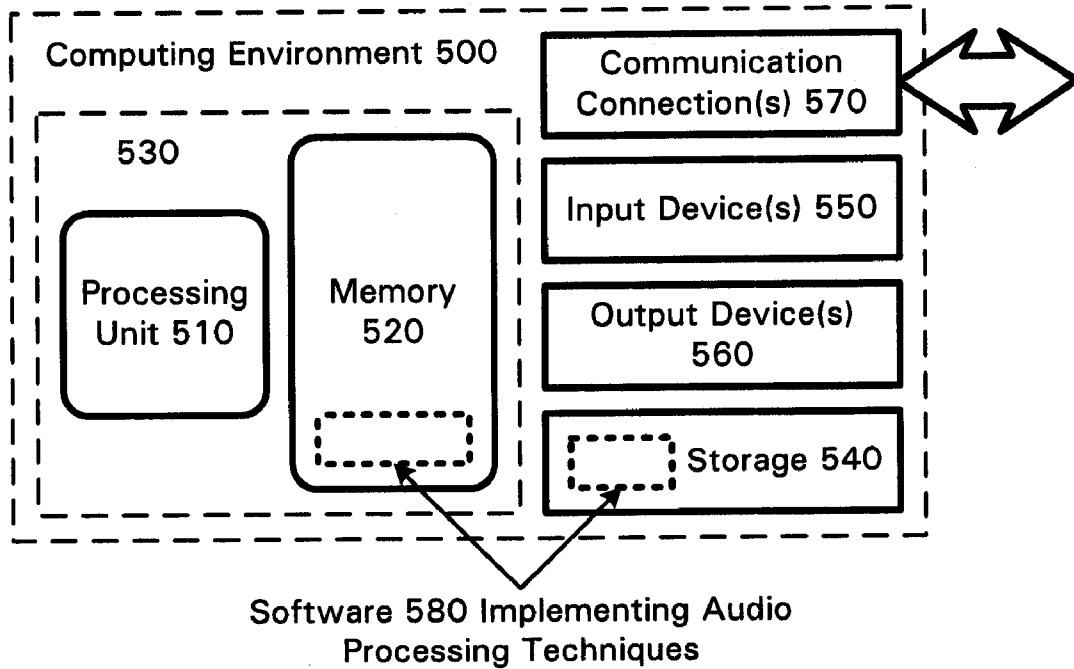 Computing Environment 500
530
Processing
Unit 510
Memory
520
Communication
Connection(s) 570
Input Device(s) 550
Output Device(s)
560
Storage 540
Software 580 Implementing Audio
Processing Techniques